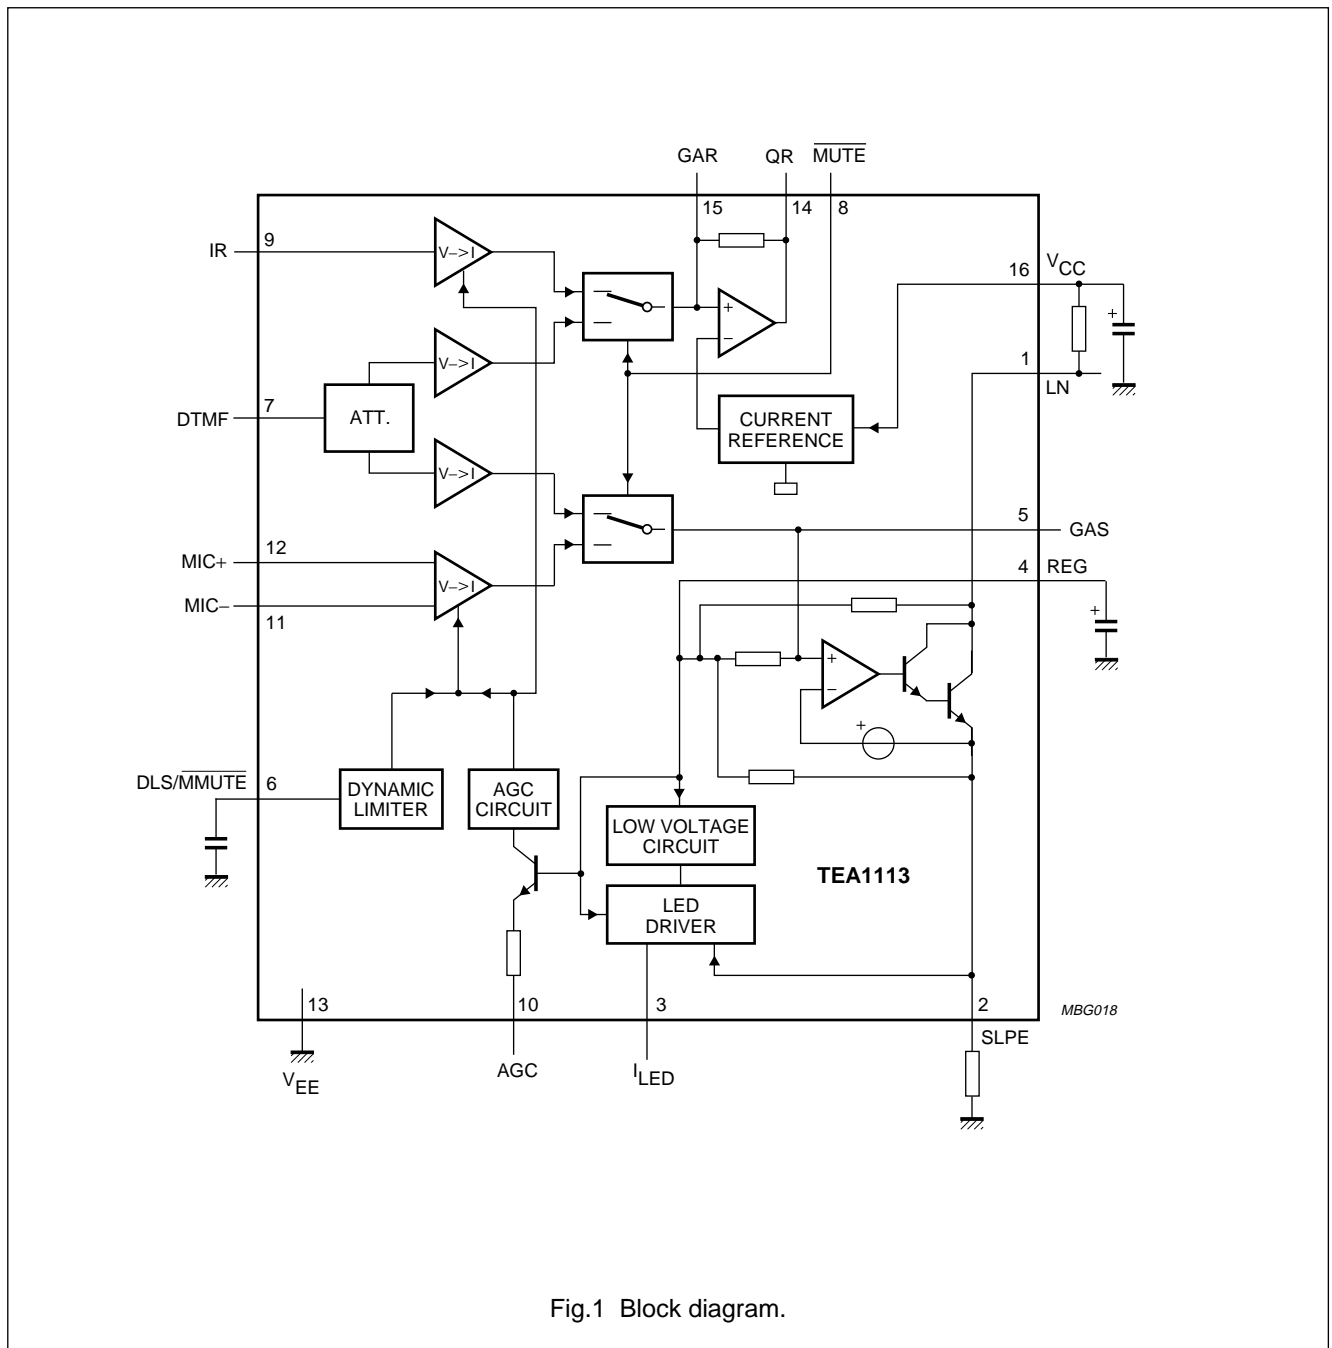 GAR QR MUTE
15 14 8
IR 9 V–>I
16 VCC
1
LN
V–>I
DTMF 7 ATT.
CURRENT
REFERENCE
V–>I
5 GAS
MIC+ 12 V–>I
4 REG
MIC− 11
+ −
+ −
+
+
+
DLS/MMUTE 6
DYNAMIC
LIMITER
AGC
CIRCUIT
LOW VOLTAGE
CIRCUIT
TEA1113
LED
DRIVER
13 10 3 2
MBG018
VEE AGC ILED SLPE
Fig.1 Block diagram.